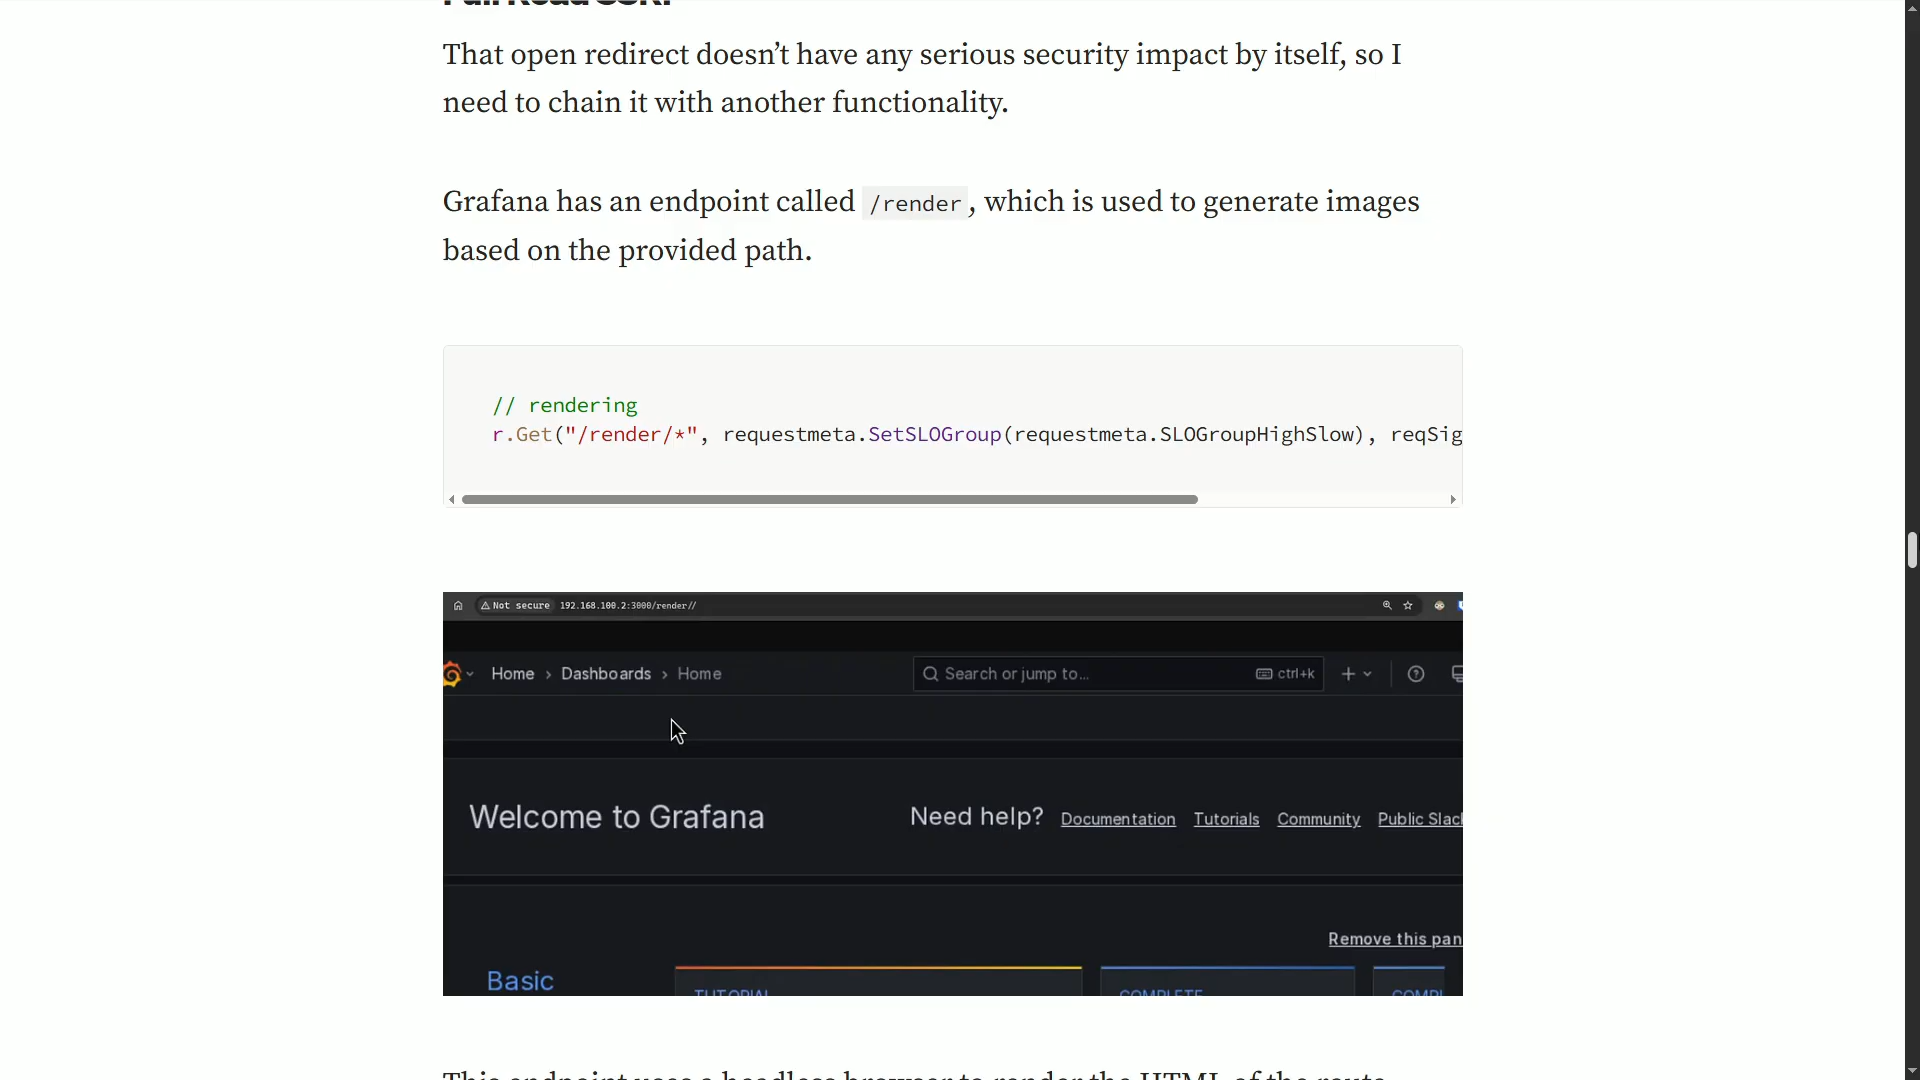 Full Read SSRF
That open redirect doesn’t have any serious security impact by itself, so I
need to chain it with another functionality.
Grafana has an endpoint called /render, which is used to generate images
based on the provided path.
// rendering
r.Get("/render/*", requestmeta.SetSLOGroup(requestmeta.SLOGroupHighSlow), reqSig
Not secure 192.168.100.2:3000/render//
Home › Dashboards › Home
Search or jump to...
ctrl+k
Welcome to Grafana
Need help? Documentation Tutorials Community Public Slack
Remove this pan
Basic
TUTORIAL
COMPLETE
COMPL
This endpoint uses a headless browser to render the HTML of the route